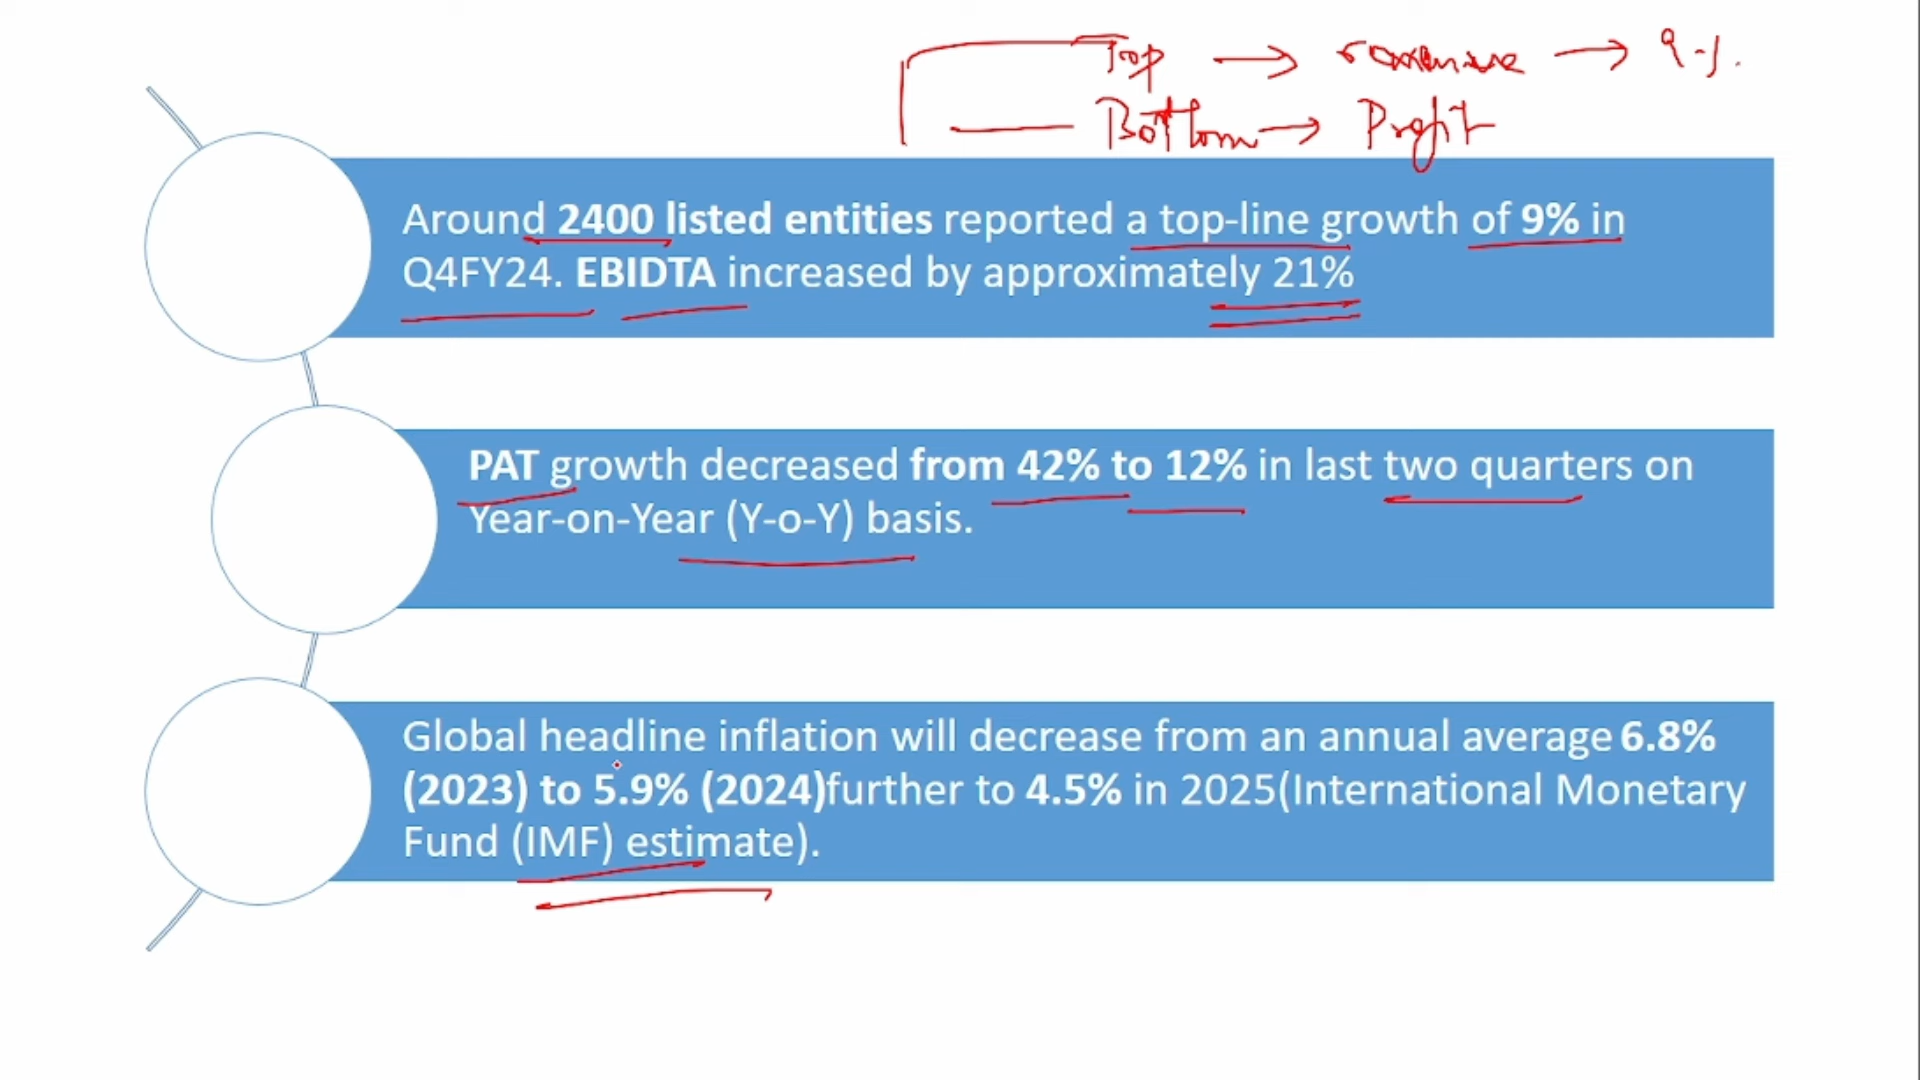 Top → revenue → 9%.
Bottom → Profit
Around 2400 listed entities reported a top-line growth of 9% in
Q4FY24. EBIDTA increased by approximately 21%
PAT growth decreased from 42% to 12% in last two quarters on
Year-on-Year (Y-o-Y) basis.
Global headline inflation will decrease from an annual average 6.8%
(2023) to 5.9% (2024)further to 4.5% in 2025(International Monetary
Fund (IMF) estimate).